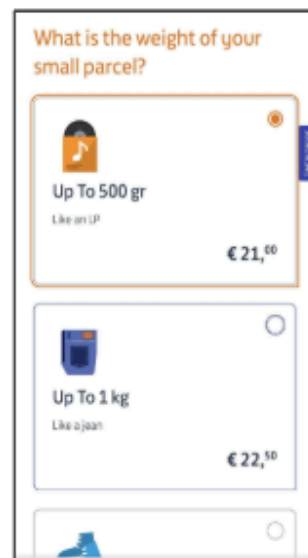 What is the weight of your
small parcel?
Up To 500 gr
Like an LP
€ 21,00
Up To 1 kg
Like a jean
€ 22,50